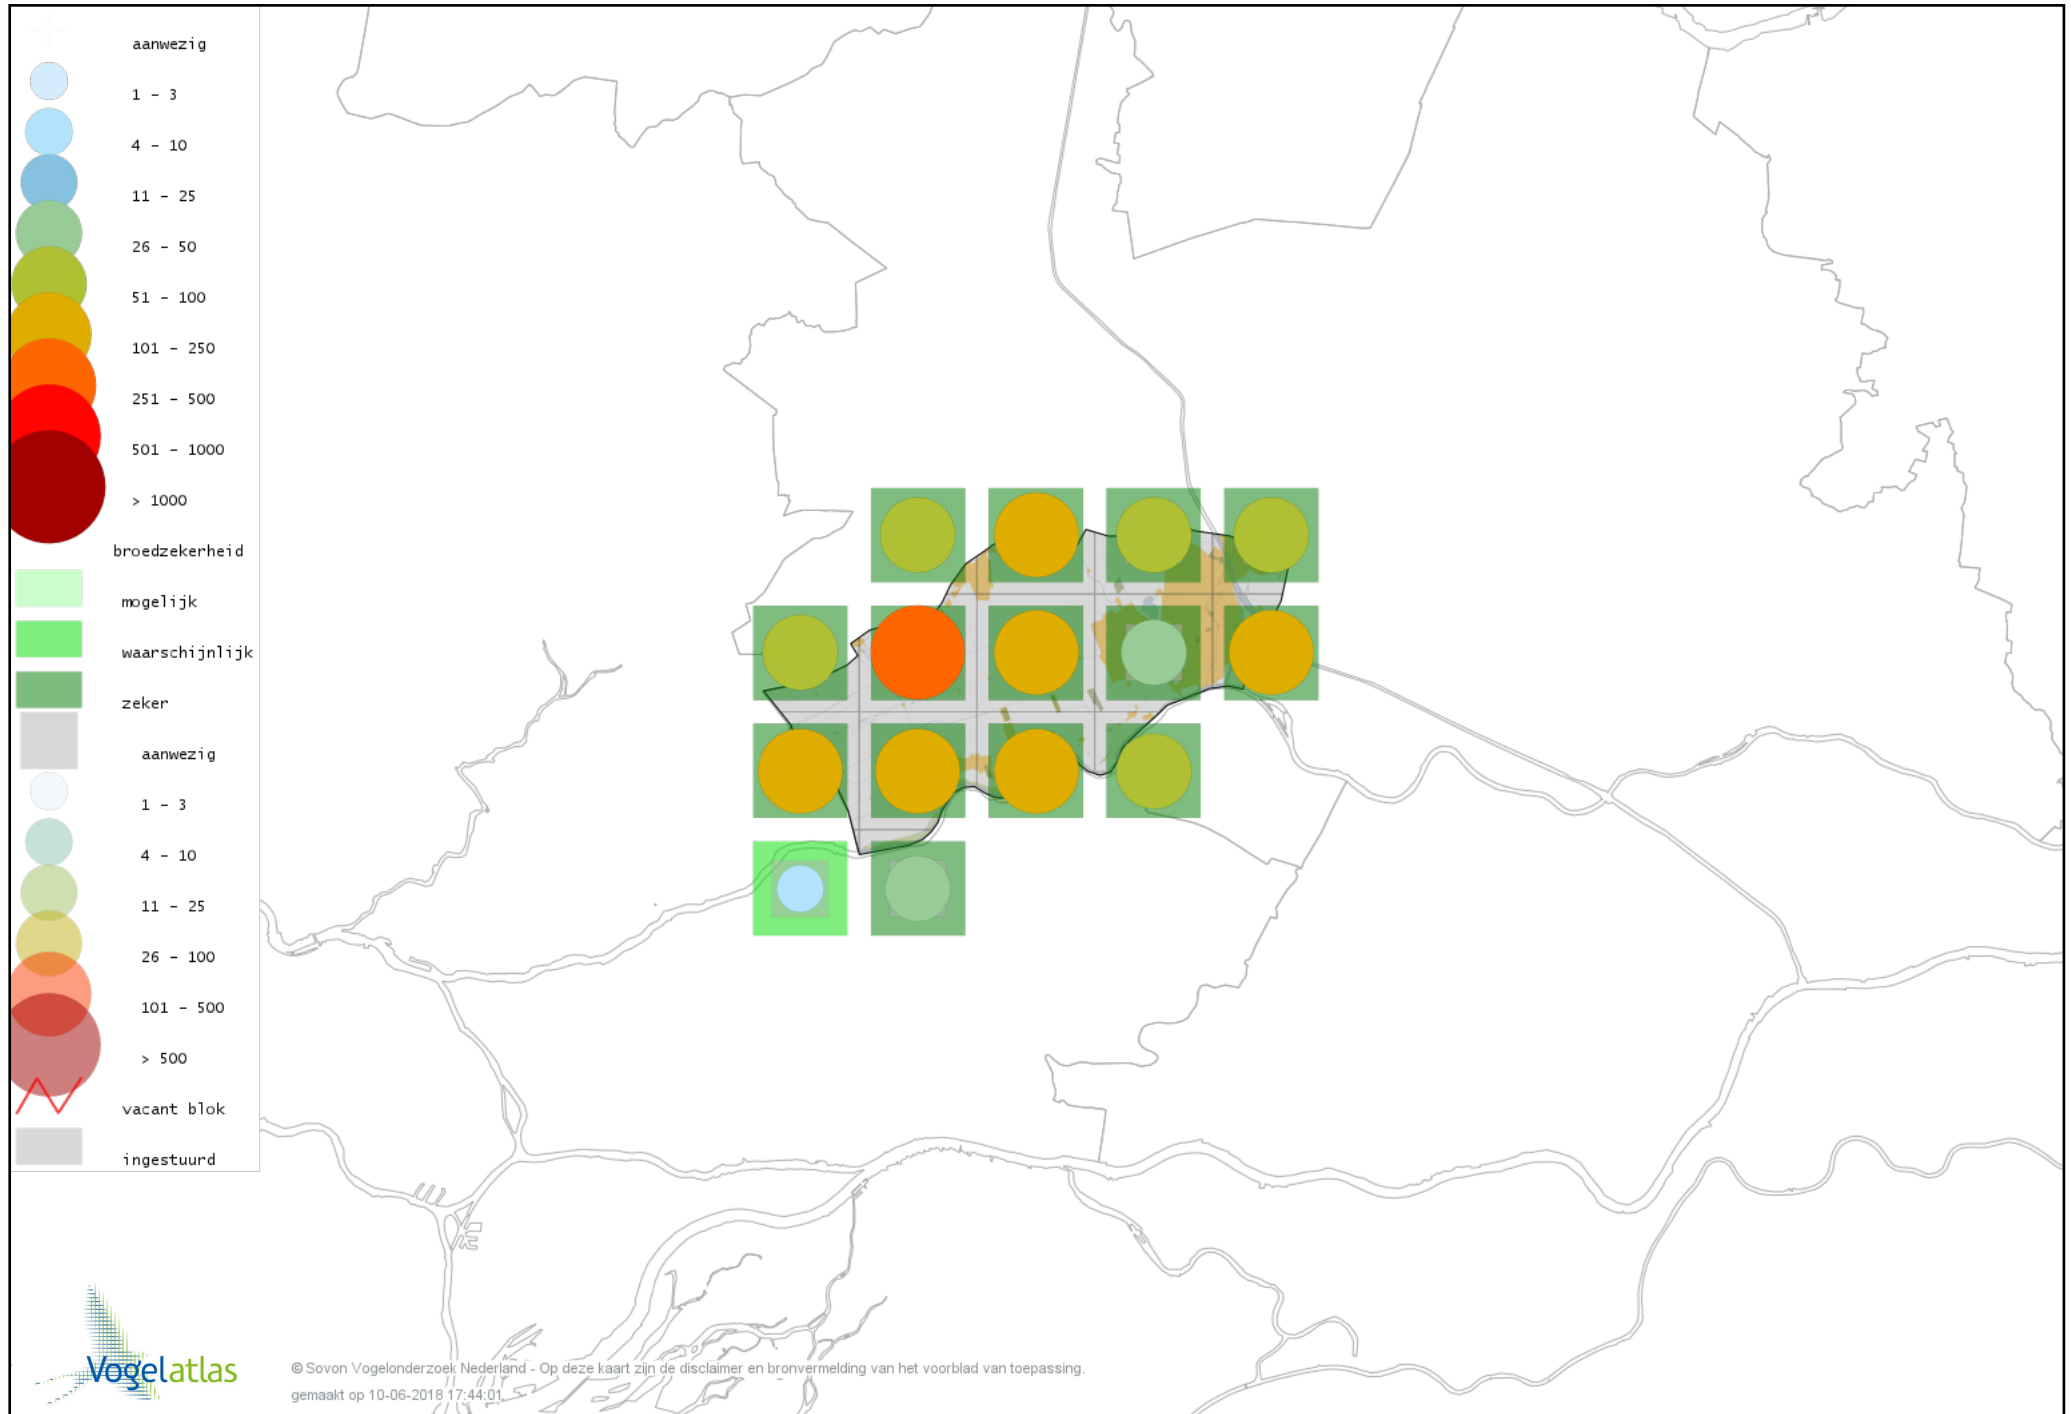 aanwezig
1 – 3
4 – 10
11 – 25
26 – 50
51 – 100
101 – 250
251 – 500
501 – 1000
> 1000
broedzekerheid
mogelijk
waarschijnlijk
zeker
aanwezig
1 – 3
4 – 10
11 – 25
26 – 100
101 – 500
> 500
vacant blok
ingestuurd
Vogelatlas
© Sovon Vogelonderzoek Nederland - Op deze kaart zijn de disclaimer en bronvermelding van het voorblad van toepassing.
gemaakt op 10-06-2018 17:44:01